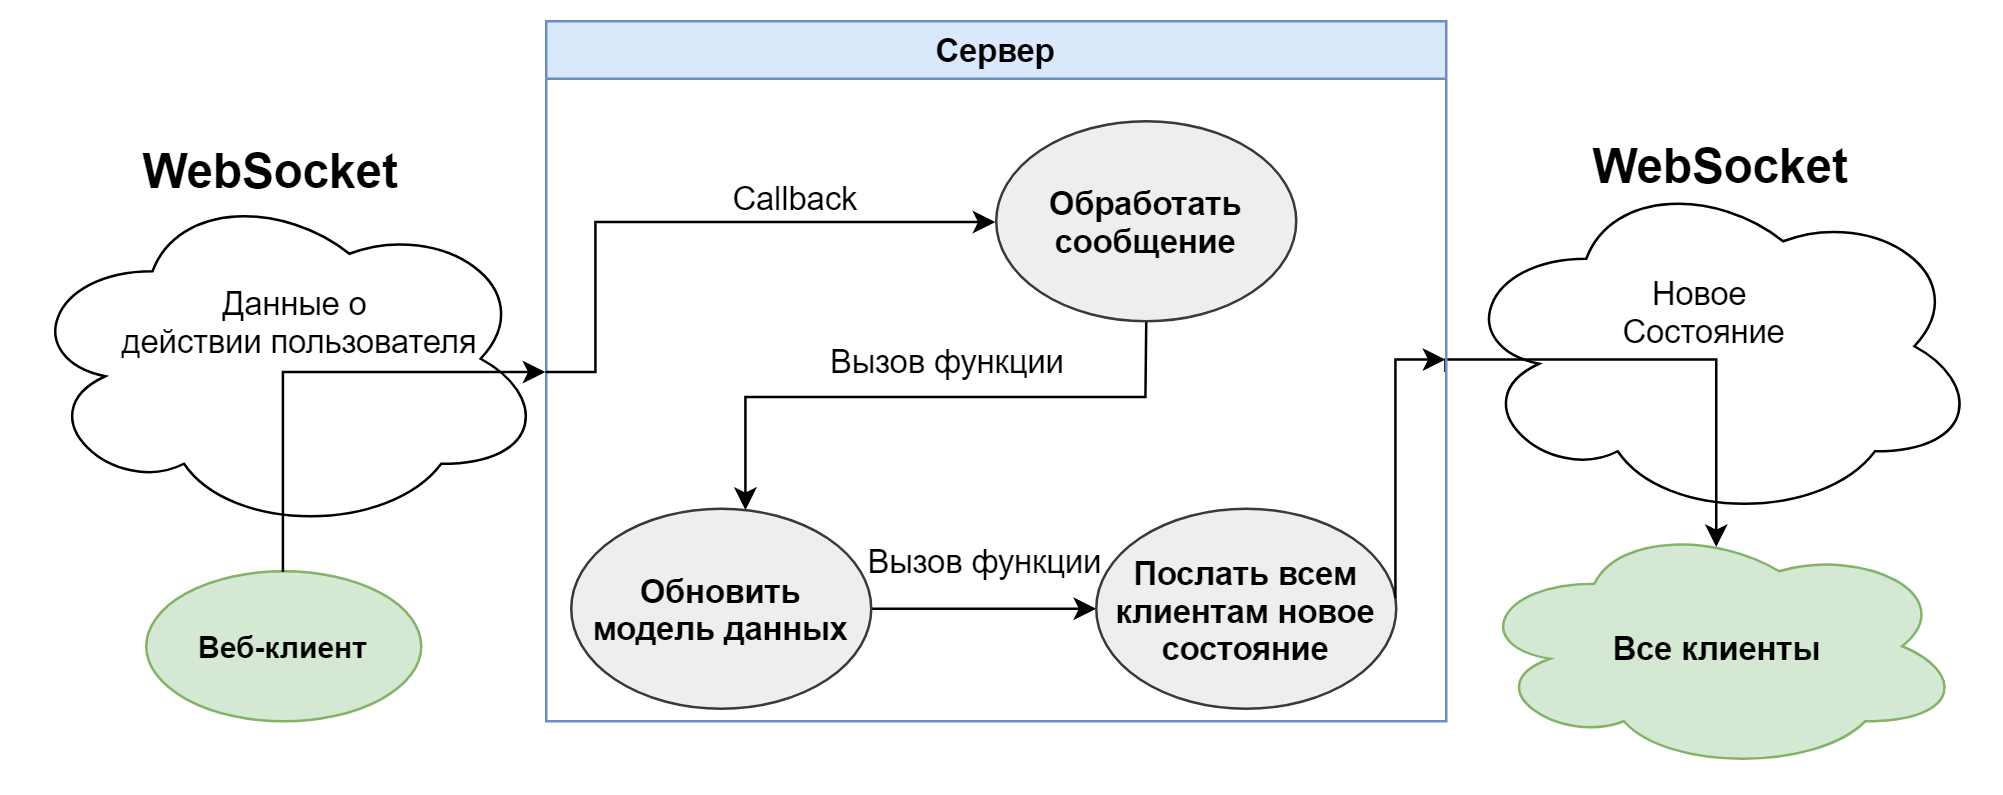 Сервер
WebSocket
Данные о
действии пользователя
Веб-клиент
Callback
Обработать
сообщение
Вызов функции
Обновить
модель данных
Вызов функции
Послать всем
клиентам новое
состояние
WebSocket
Новое
Состояние
Все клиенты